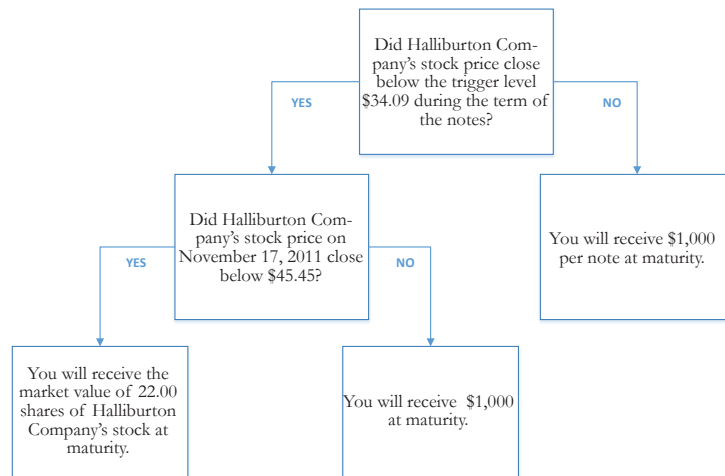 Did Halliburton Com-
pany's stock price close
below the trigger level
$34.09 during the term of
the notes?
YES
NO
Did Halliburton Com-
pany's stock price on
November 17, 2011 close
below $45.45?
You will receive $1,000
per note at maturity.
YES
NO
You will receive the
market value of 22.00
shares of Halliburton
Company's stock at
maturity.
You will receive $1,000
at maturity.